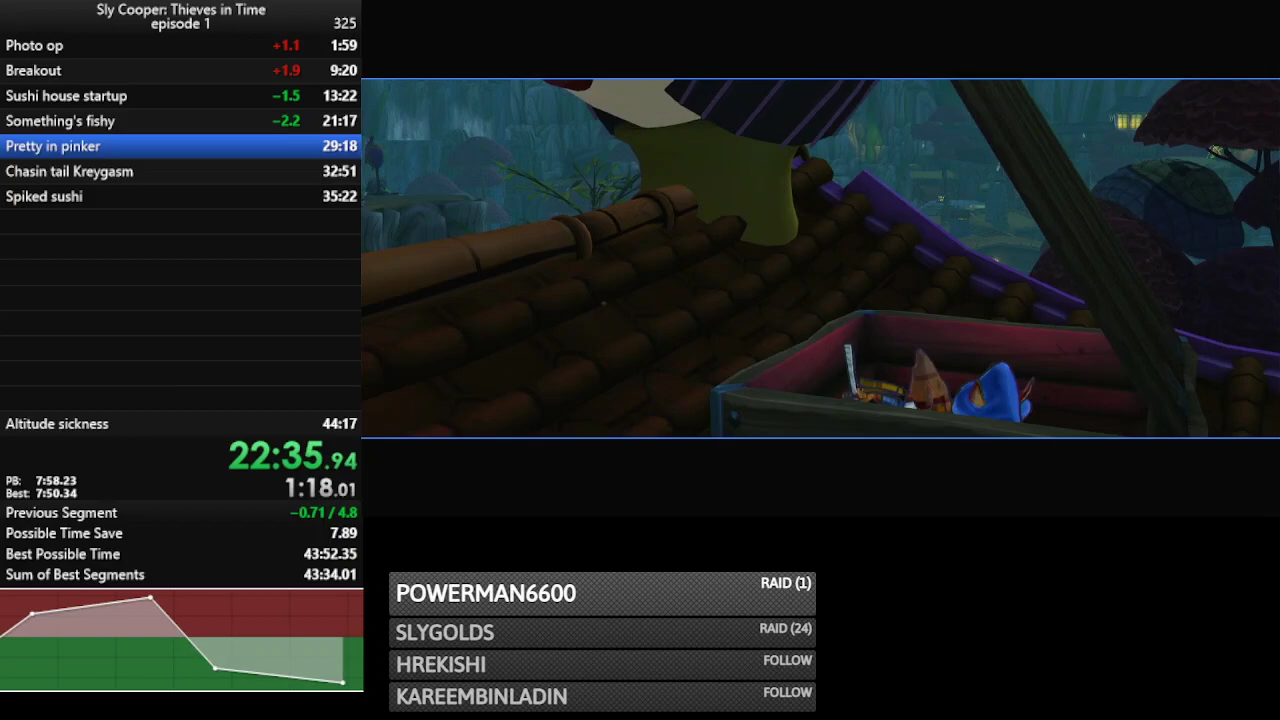 Sly Cooper: Thieves in Time
episode 1 325
Photo op +1.1 1:59
Breakout +1.9 9:20
Sushi house startup −1.5 13:22
Something's fishy −2.2 21:17
Pretty in pinker 29:18
Chasin tail Kreygasm 32:51
Spiked sushi 35:22
Altitude sickness 44:17
22:35.94
PB: 7:58.23
Best: 7:50.34
1:18.01
Previous Segment −0.71 / 4.8
Possible Time Save 7.89
Best Possible Time 43:52.35
Sum of Best Segments 43:34.01
POWERMAN6600 RAID (1)
SLYGOLDS RAID (24)
HREKISHI FOLLOW
KAREEMBINLADIN FOLLOW